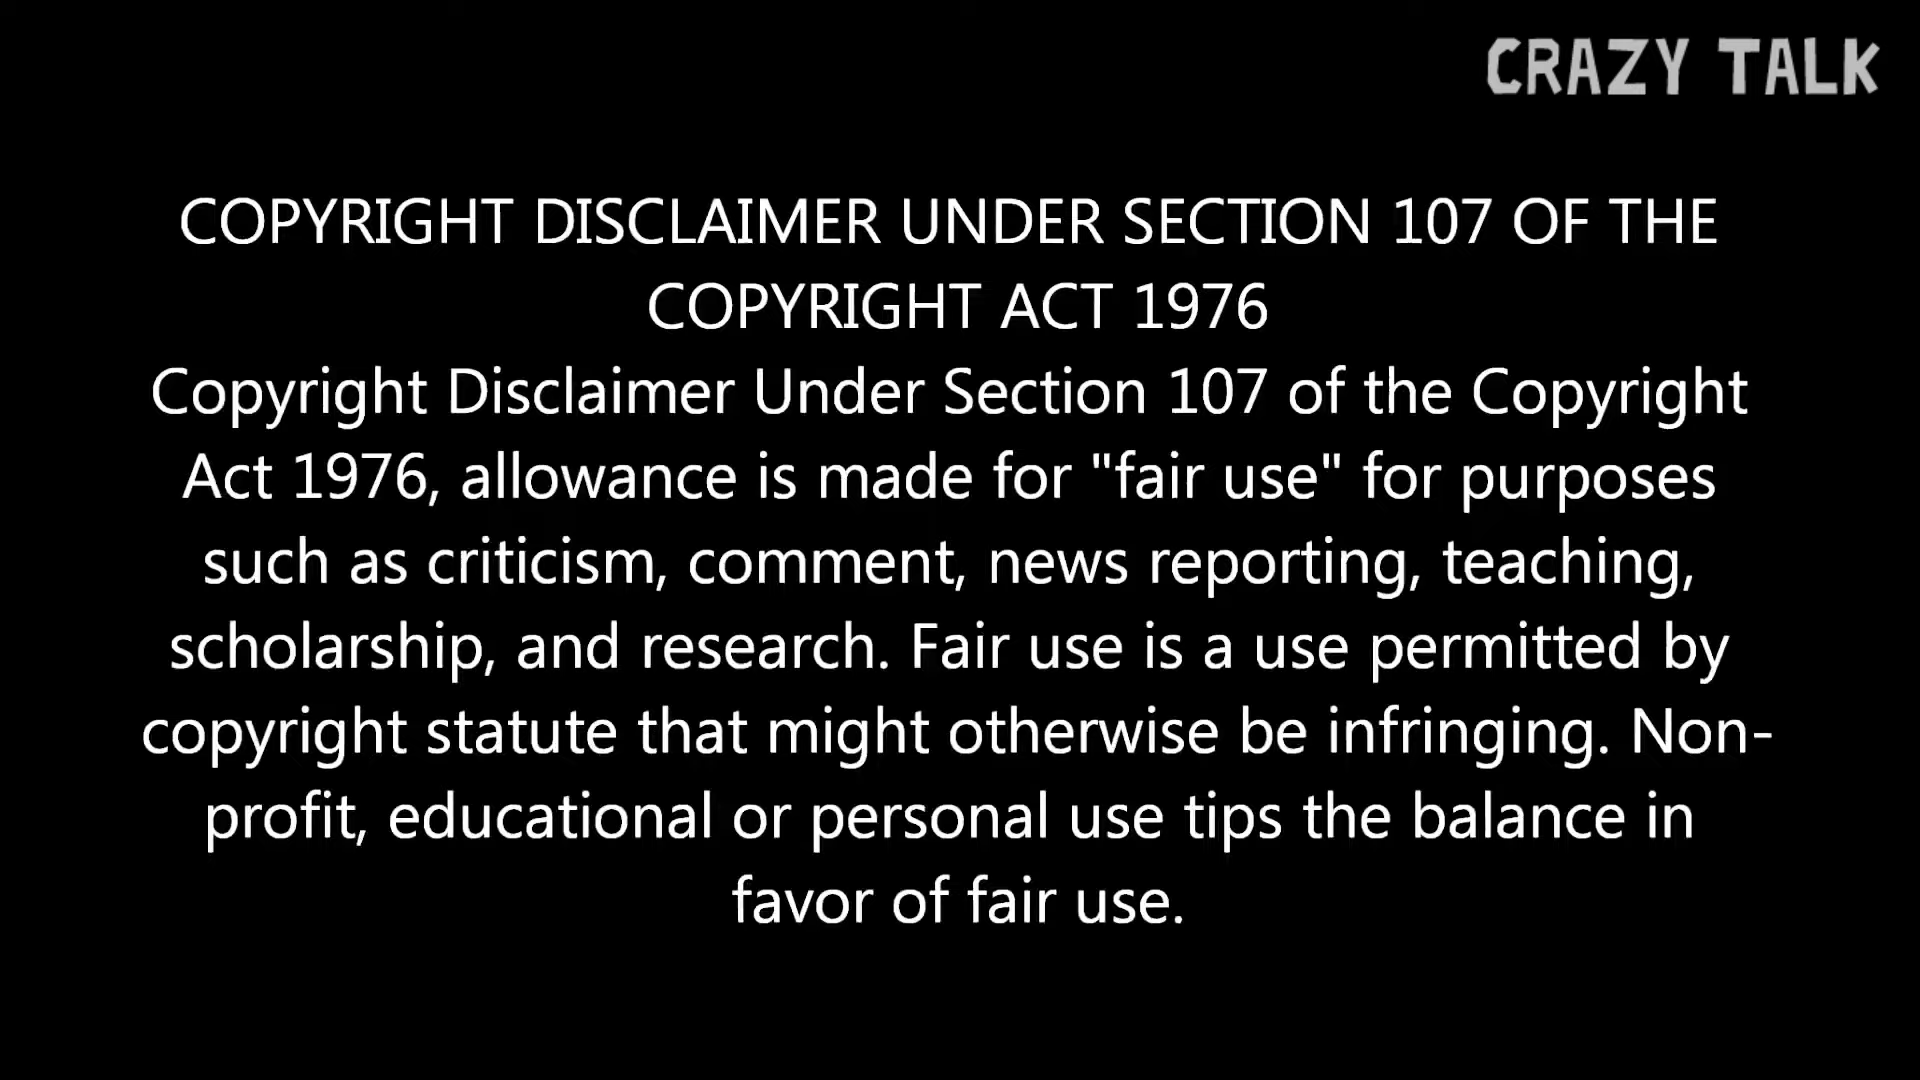 CRAZY TALK
COPYRIGHT DISCLAIMER UNDER SECTION 107 OF THE
COPYRIGHT ACT 1976
Copyright Disclaimer Under Section 107 of the Copyright
Act 1976, allowance is made for "fair use" for purposes
such as criticism, comment, news reporting, teaching,
scholarship, and research. Fair use is a use permitted by
copyright statute that might otherwise be infringing. Non-
profit, educational or personal use tips the balance in
favor of fair use.